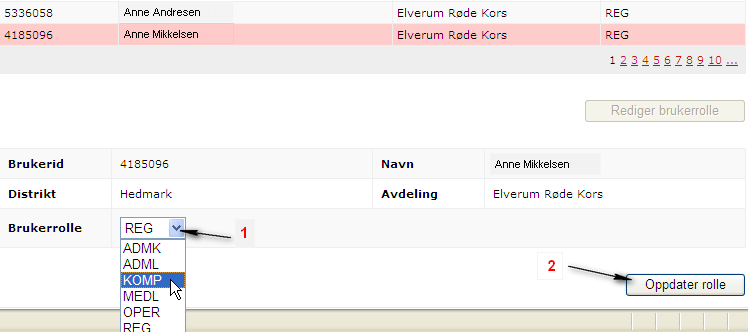 5336058 Anne Andresen Elverum Røde Kors REG
4185096 Anne Mikkelsen Elverum Røde Kors REG
1 2 3 4 5 6 7 8 9 10 ...
Rediger brukerrolle
Brukerid 4185096 Navn Anne Mikkelsen
Distrikt Hedmark Avdeling Elverum Røde Kors
Brukerrolle REG 1
ADMK
ADML
KOMP 2
MEDL Oppdater rolle
OPER
REG